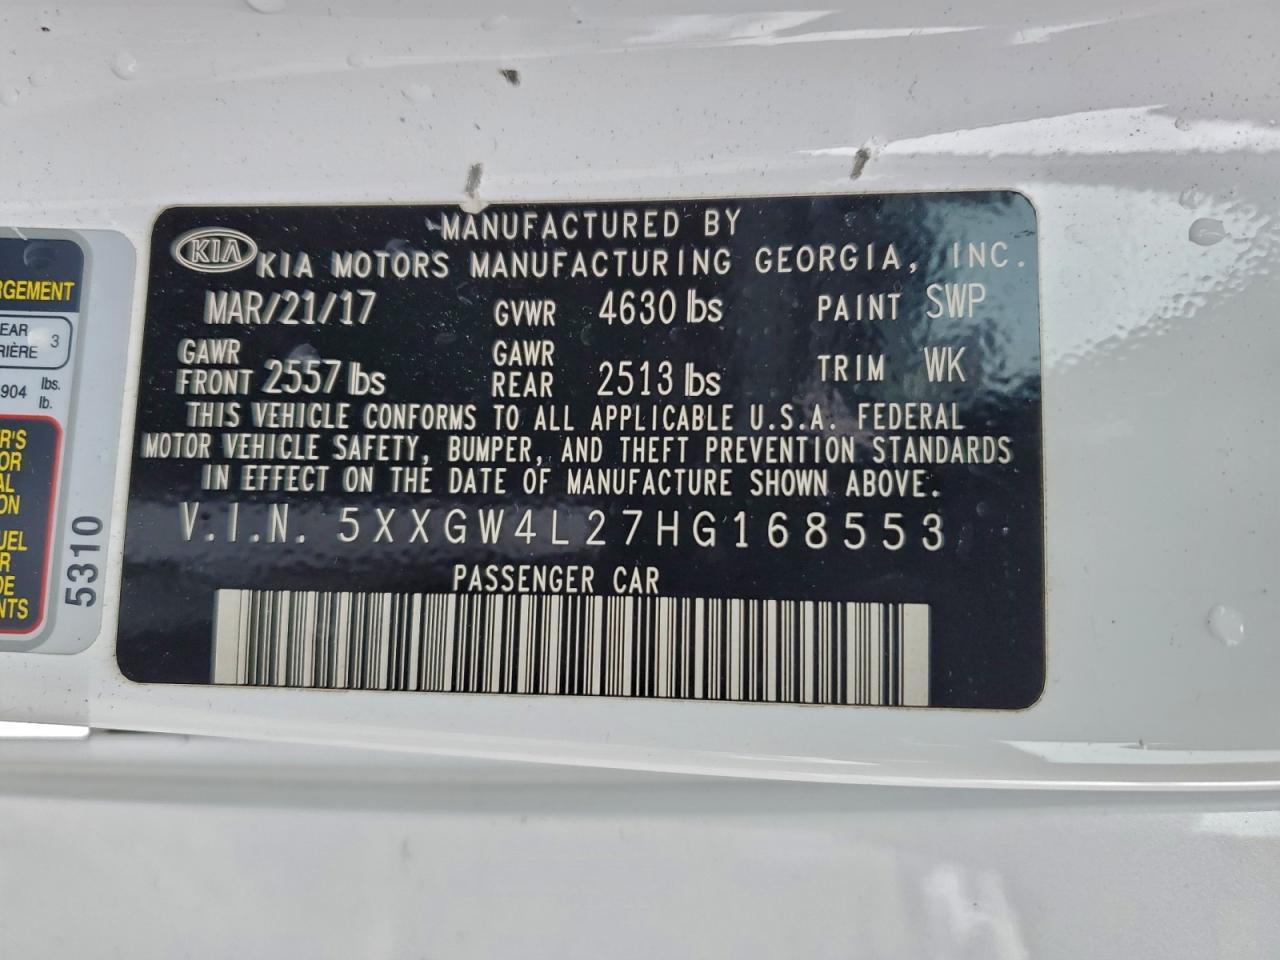 MANUFACTURED BY
KIA KIA MOTORS MANUFACTURING GEORGIA, INC.
MAR/21/17 GVWR 4630 lbs PAINT SWP
GAWR FRONT 2557 lbs GAWR REAR 2513 lbs TRIM WK
THIS VEHICLE CONFORMS TO ALL APPLICABLE U.S.A. FEDERAL
MOTOR VEHICLE SAFETY, BUMPER, AND THEFT PREVENTION STANDARDS
IN EFFECT ON THE DATE OF MANUFACTURE SHOWN ABOVE.
V.I.N. 5XXGW4L27HG168553
PASSENGER CAR
3
904 lbs.
lb.
5310